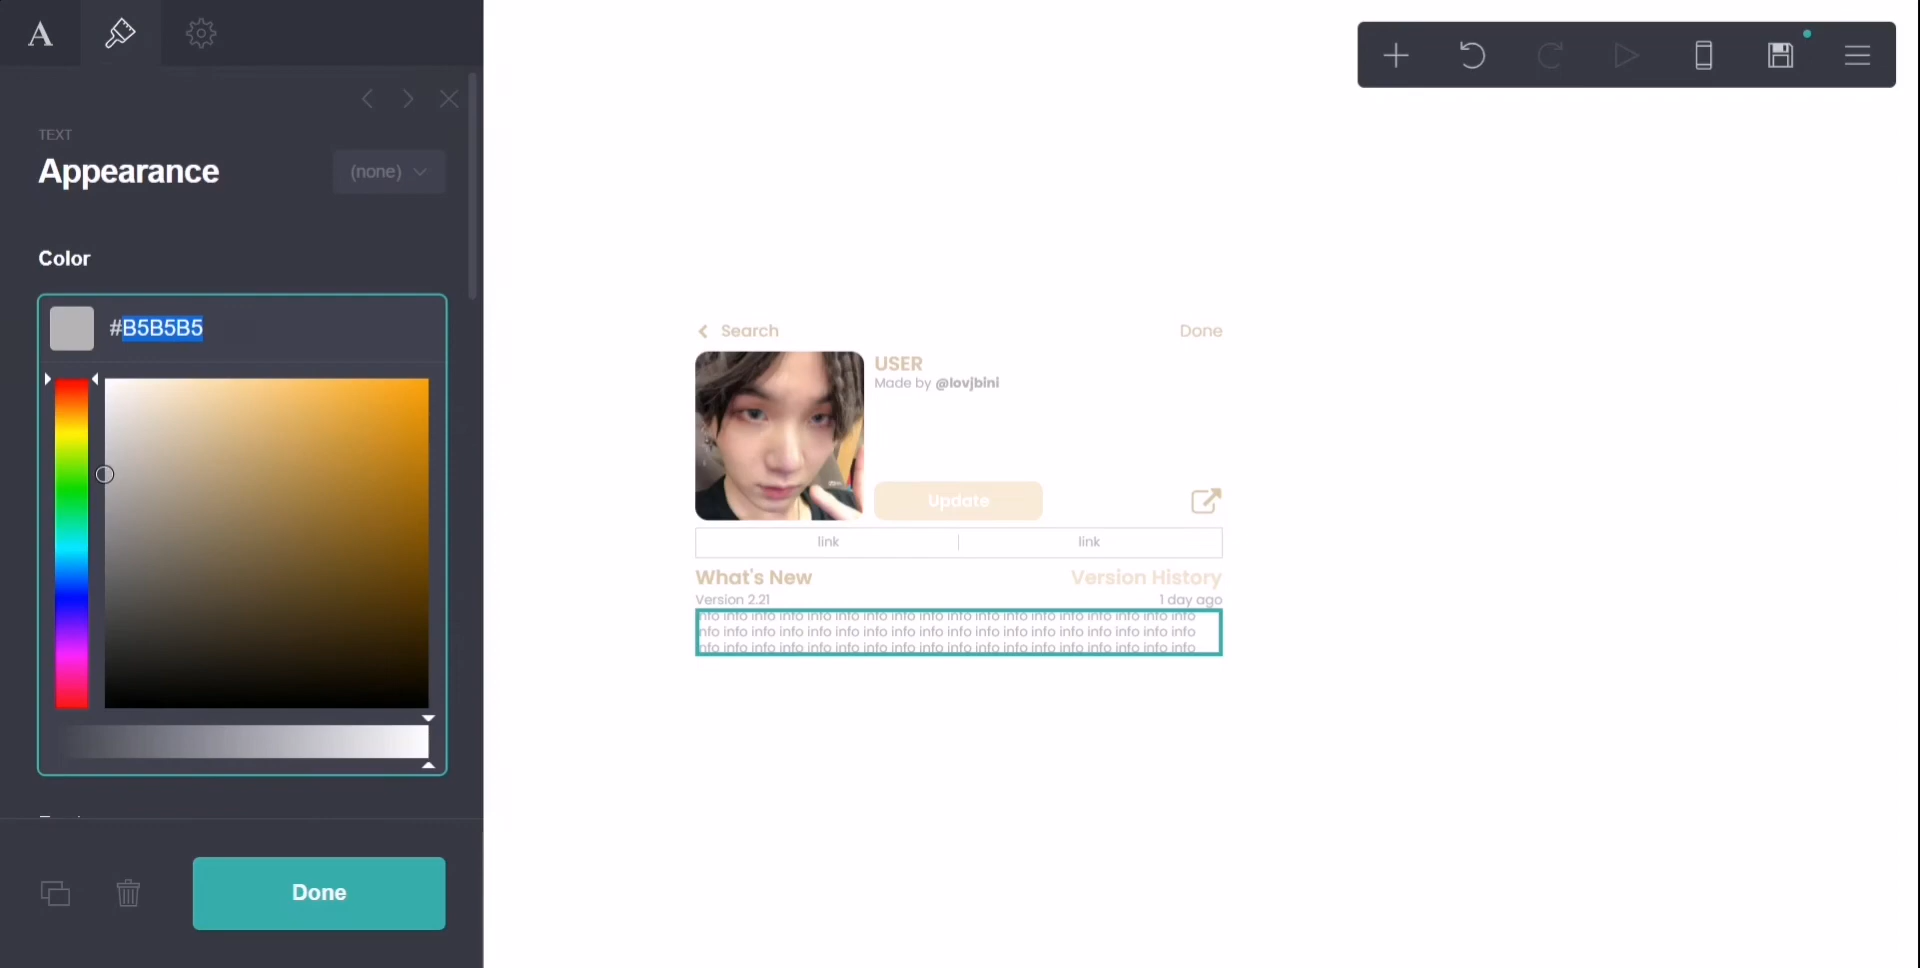 A
TEXT
Appearance
(none)
Color
#B5B5B5
Done
Search
Done
USER
Made by @lovjbini
Update
link
link
What's New
Version History
Version 2.21
1 day ago
nfo info info info info info info info info info info info info info info info info info
nfo info info info info info info info info info info info info info info info info info
nfo info info info info info info info info info info info info info info info info info